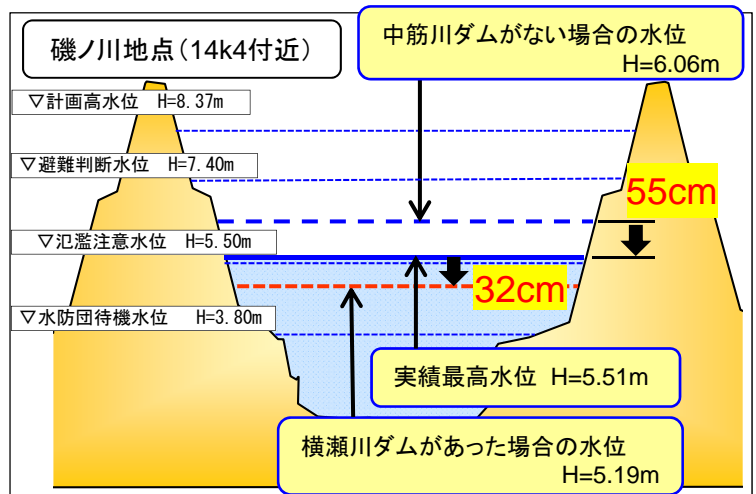 磯ノ川地点（14k4付近）
中筋川ダムがない場合の水位
H=6.06m
▽計画高水位 H=8.37m
▽避難判断水位 H=7.40m
55cm
▽氾濫注意水位 H=5.50m
32cm
▽水防団待機水位 H=3.80m
実績最高水位 H=5.51m
横瀬川ダムがあった場合の水位
H=5.19m